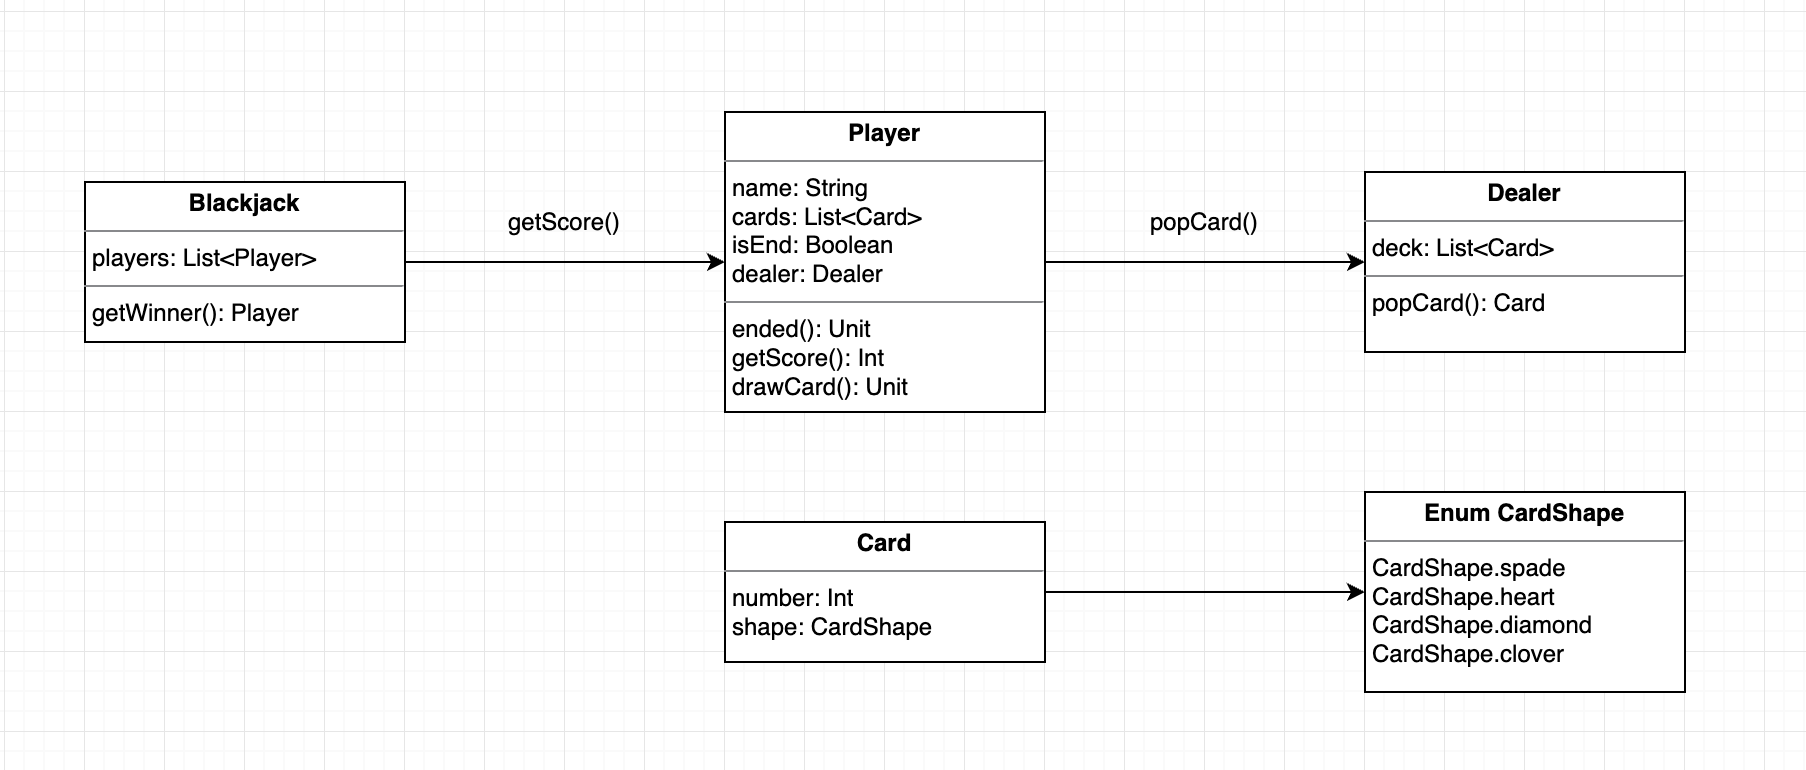 Blackjack
players: List<Player>
getWinner(): Player
getScore()
Player
name: String
cards: List<Card>
isEnd: Boolean
dealer: Dealer
ended(): Unit
getScore(): Int
drawCard(): Unit
popCard()
Dealer
deck: List<Card>
popCard(): Card
Card
number: Int
shape: CardShape
Enum CardShape
CardShape.spade
CardShape.heart
CardShape.diamond
CardShape.clover